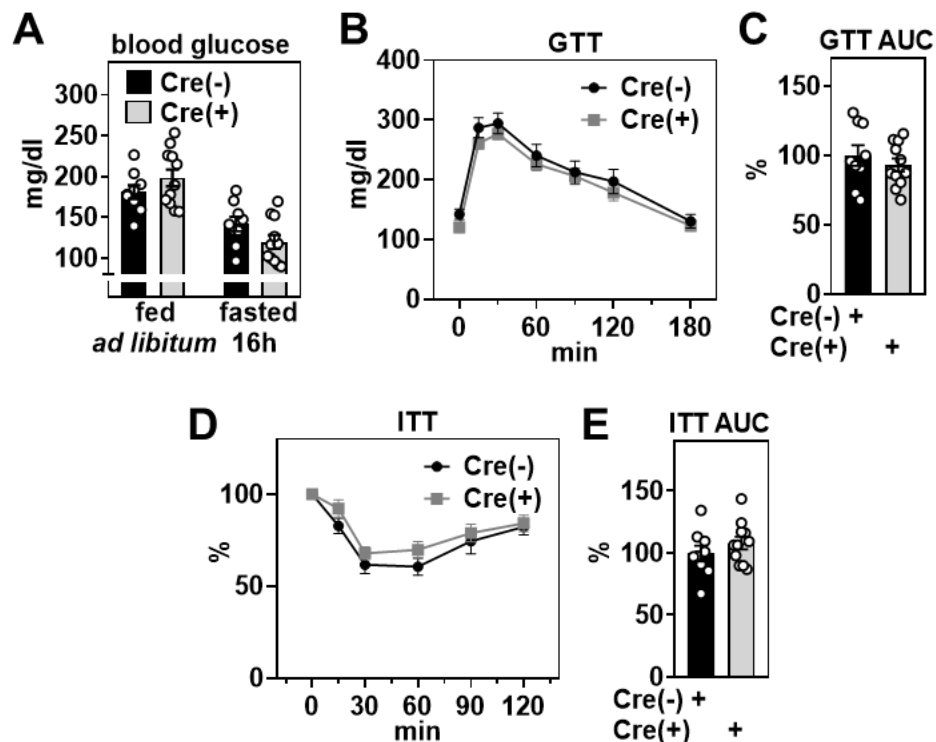 A
blood glucose
Cre(-)
Cre(+)
300
250
200
150
100
mg/dl
fed
fasted
ad libitum 16h
B
GTT
400
300
200
100
0
mg/dl
Cre(-)
Cre(+)
0 60 120 180
min
C
GTT AUC
150
100
50
0
%
Cre(-) +
Cre(+) +
D
ITT
100
50
0
%
Cre(-)
Cre(+)
0 30 60 90 120
min
E
ITT AUC
150
100
50
0
%
Cre(-) +
Cre(+) +